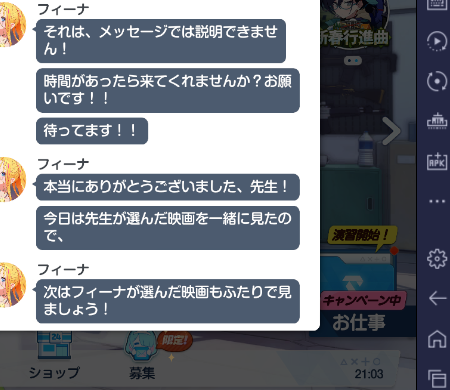 フィーナ
それは、メッセージでは説明できませ
ん！
時間があったら来てくれませんか？お願
いです！！
待ってます！！
フィーナ
本当にありがとうございました、先生！
今日は先生が選んだ映画を一緒に見たの
で、
フィーナ
次はフィーナが選んだ映画もふたりで見
ましょう！
新春行進曲
演習開始！
キャンペーン中
お仕事
ショップ
限定！
募集
21:03
APK